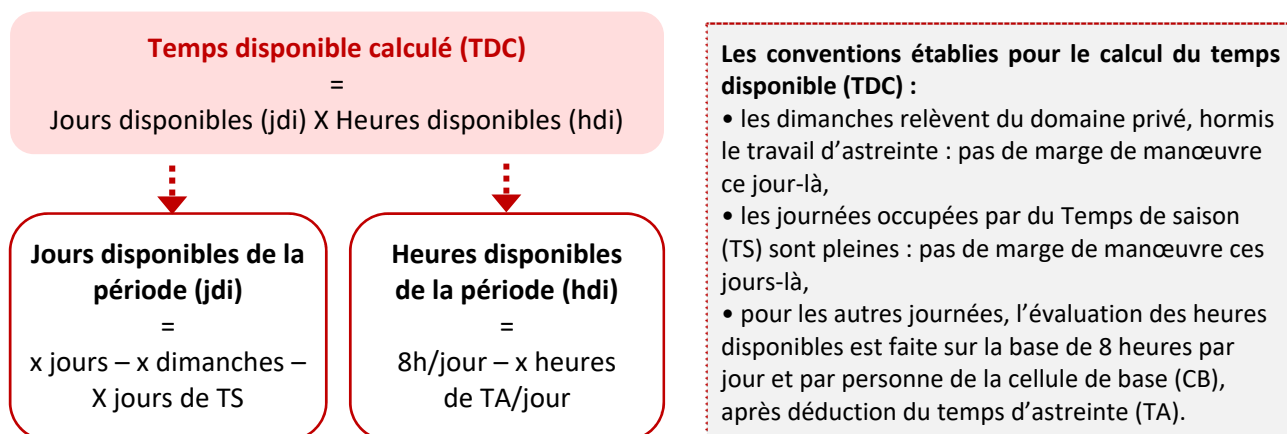 Temps disponible calculé (TDC)
=
Jours disponibles (jdi) X Heures disponibles (hdi)
Jours disponibles de la
période (jdi)
=
x jours – x dimanches –
X jours de TS
Heures disponibles
de la période (hdi)
=
8h/jour – x heures
de TA/jour
Les conventions établies pour le calcul du temps
disponible (TDC) :
• les dimanches relèvent du domaine privé, hormis
le travail d’astreinte : pas de marge de manœuvre
ce jour-là,
• les journées occupées par du Temps de saison
(TS) sont pleines : pas de marge de manœuvre ces
jours-là,
• pour les autres journées, l’évaluation des heures
disponibles est faite sur la base de 8 heures par
jour et par personne de la cellule de base (CB),
après déduction du temps d’astreinte (TA).